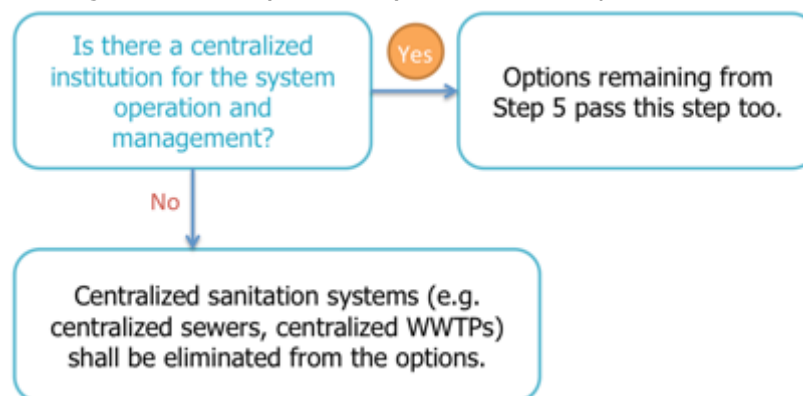 Is there a centralized
institution for the system
operation and
management?
Yes
Options remaining from
Step 5 pass this step too.
No
Centralized sanitation systems (e.g.
centralized sewers, centralized WWTPs)
shall be eliminated from the options.